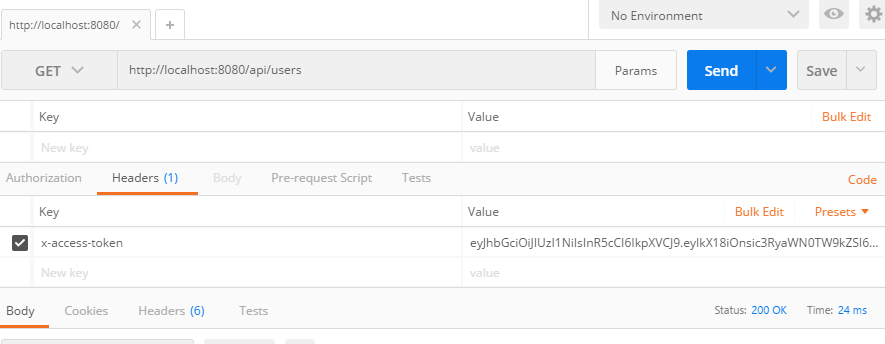 http://localhost:8080/
No Environment
GET http://localhost:8080/api/users Params Send Save
Key Value Bulk Edit
New key value
Authorization Headers (1) Body Pre-request Script Tests Code
Key Value Bulk Edit Presets
x-access-token eyJhbGciOiJIUzI1NiIsInR5cCI6IkpXVCJ9.eyIkX18iOnsic3RyaWN0TW9kZSI6...
New key value
Body Cookies Headers (6) Tests Status: 200 OK Time: 24 ms